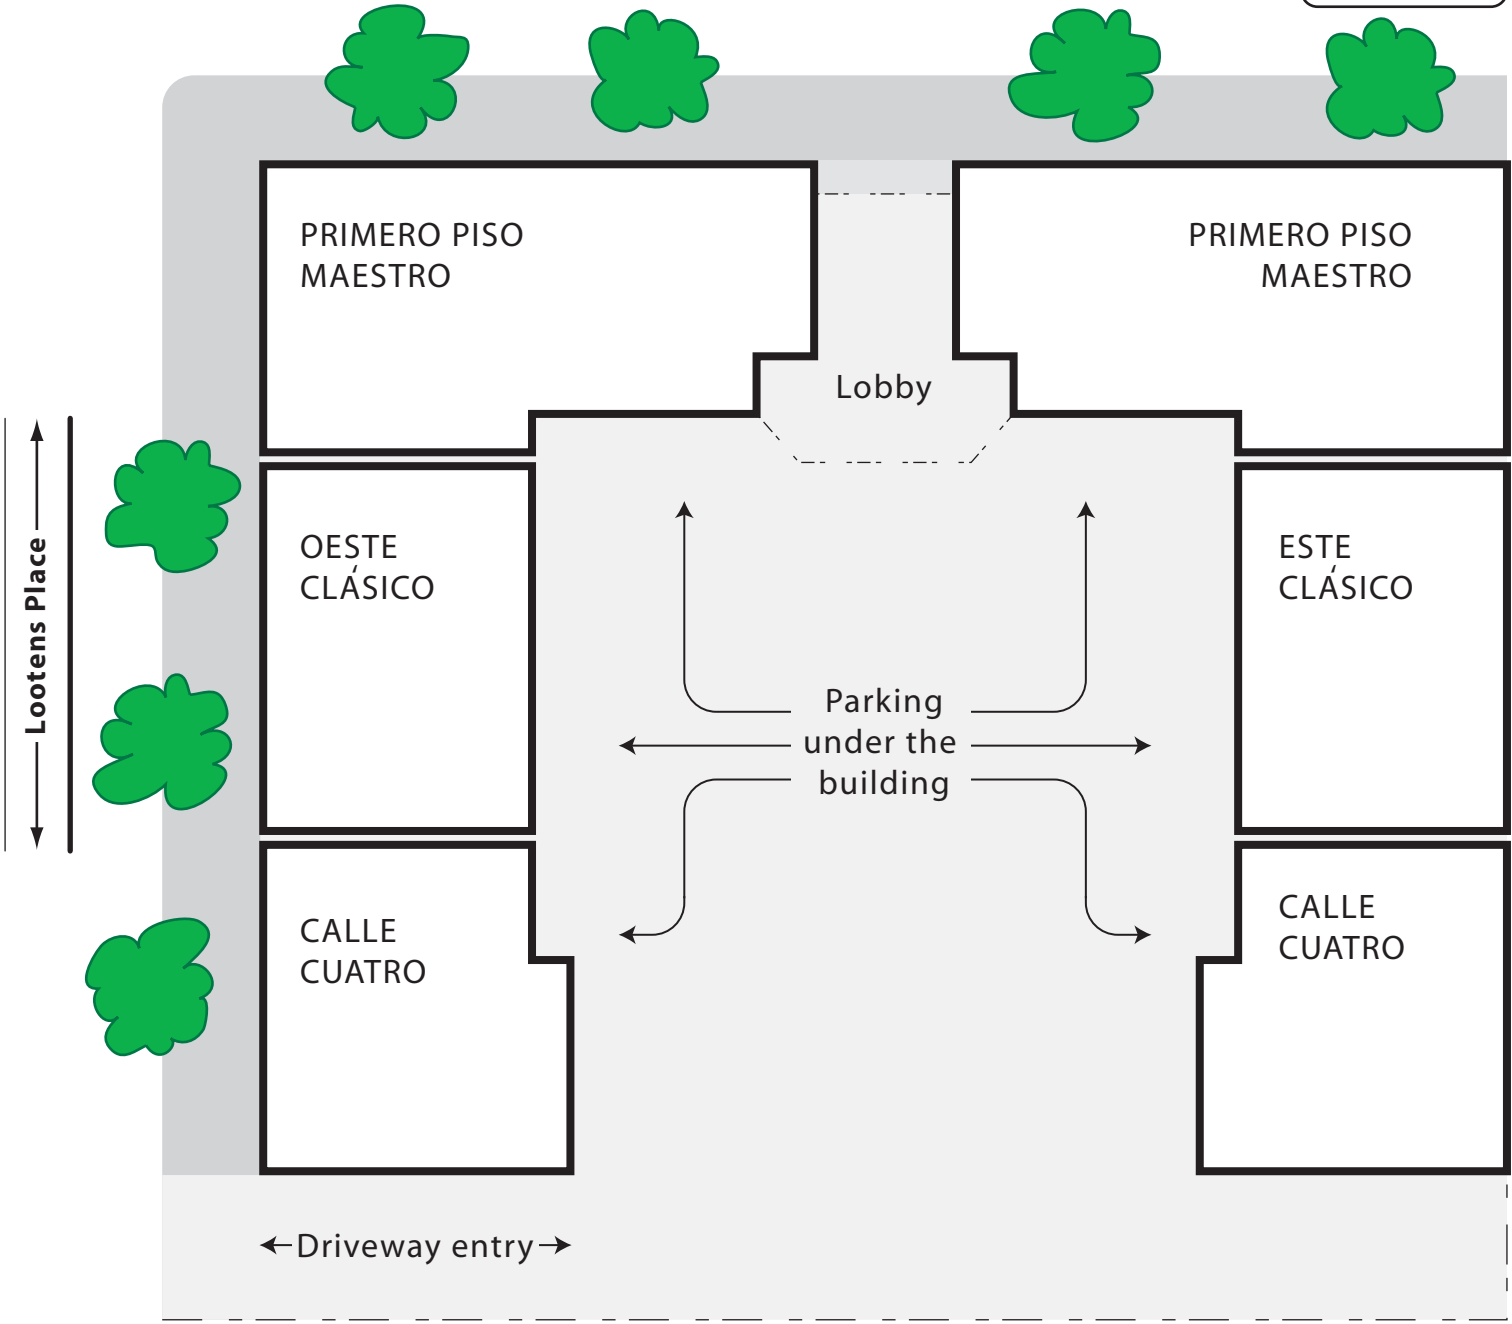 PRIMERO PISO
MAESTRO
PRIMERO PISO
MAESTRO
Lobby
Lootens Place
OESTE
CLÁSICO
ESTE
CLÁSICO
Parking
under the
building
CALLE
CUATRO
CALLE
CUATRO
Driveway entry